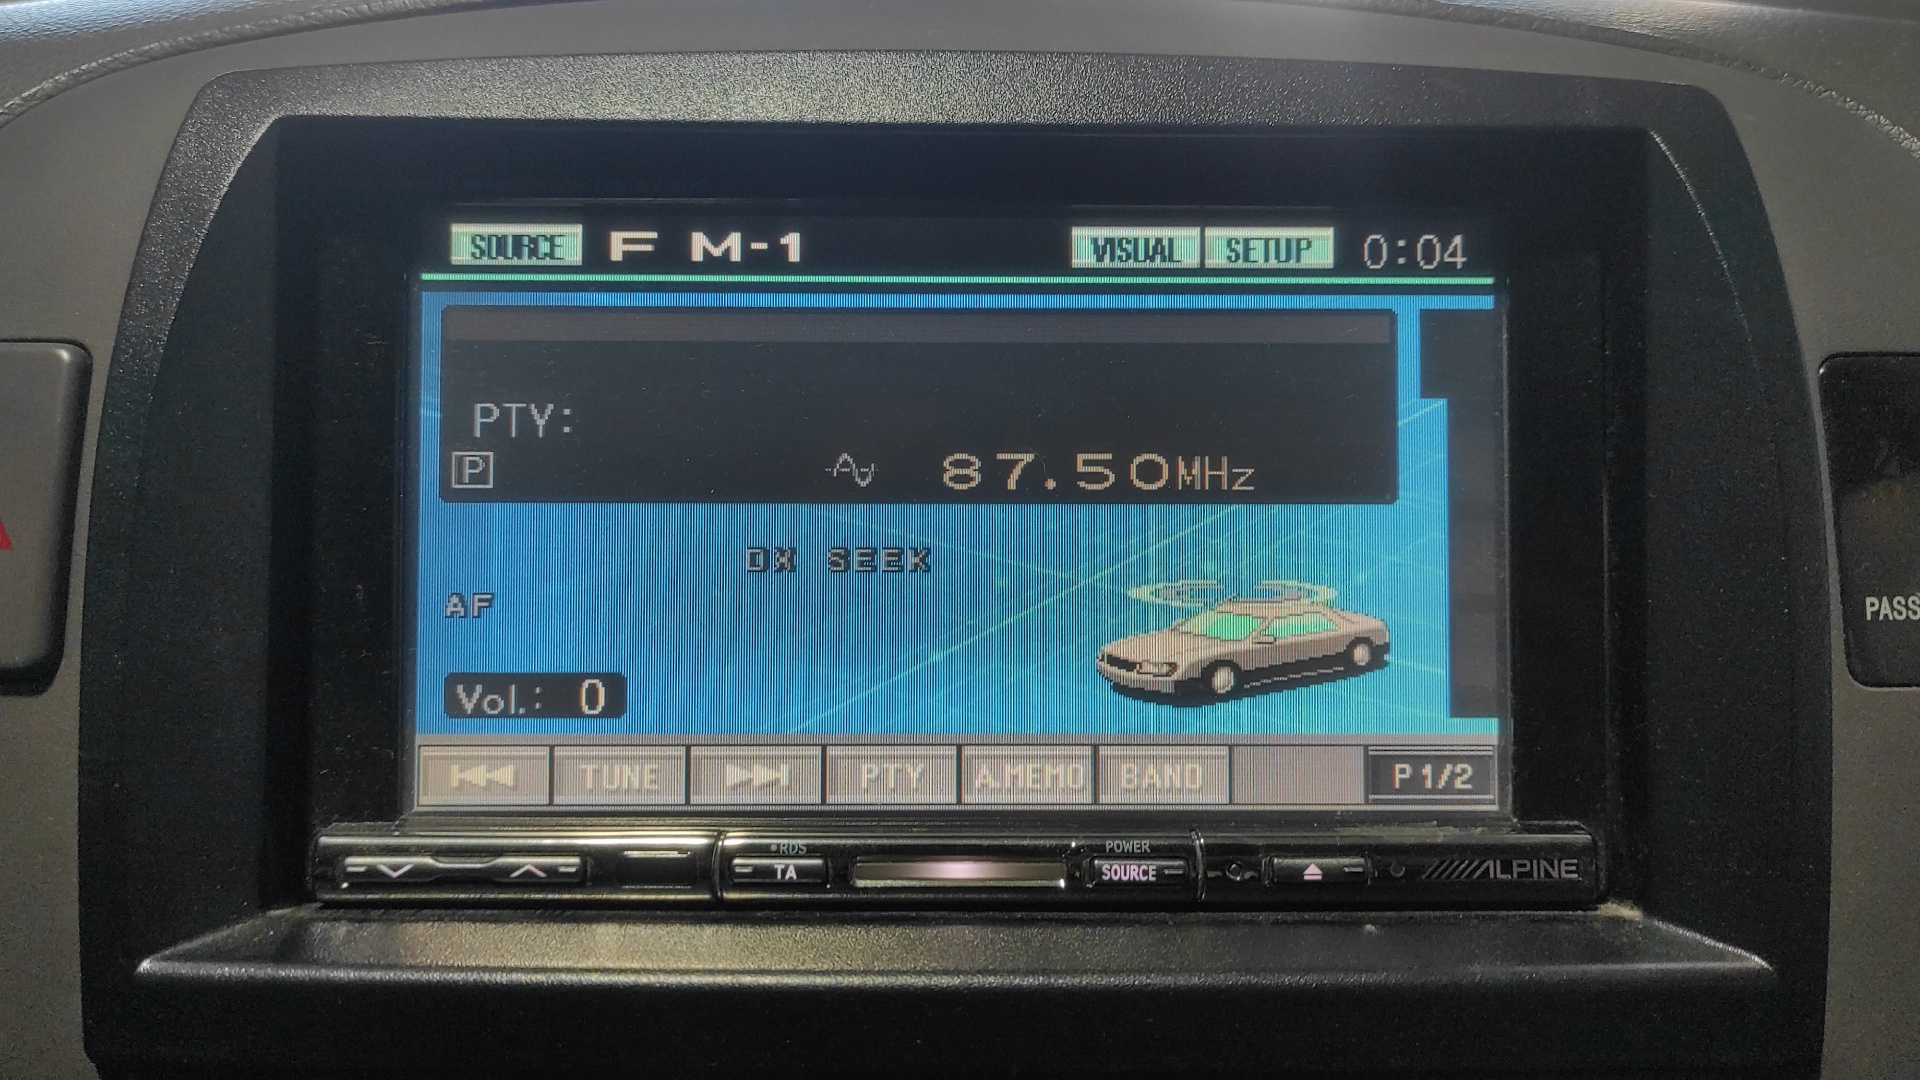 SOURCE F M-1 VISUAL SETUP 0:04
PTY:
P 87.50MHz
DX SEEK
AF
Vol.: 0
TUNE PTY A.MEMO BAND P 1/2
RDS POWER
TA SOURCE ALPINE
PASS